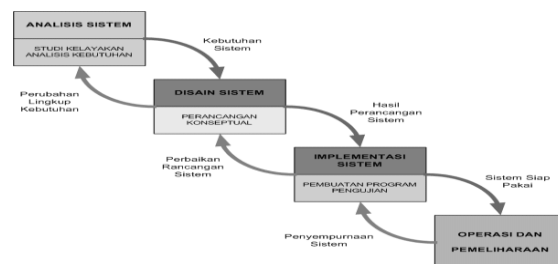 ANALISIS SISTEM
STUDI KELAYAKAN
ANALISIS KEBUTUHAN
Kebutuhan
Sistem
Perubahan
Lingkup
Kebutuhan
DISAIN SISTEM
PERANCANGAN
KONSEPTUAL
Hasil
Perancangan
Sistem
Perbaikan
Rancangan
Sistem
IMPLEMENTASI
SISTEM
PEMBUATAN PROGRAM
PENGUJIAN
Sistem Siap
Pakai
Penyempurnaan
Sistem
OPERASI DAN
PEMELIHARAAN